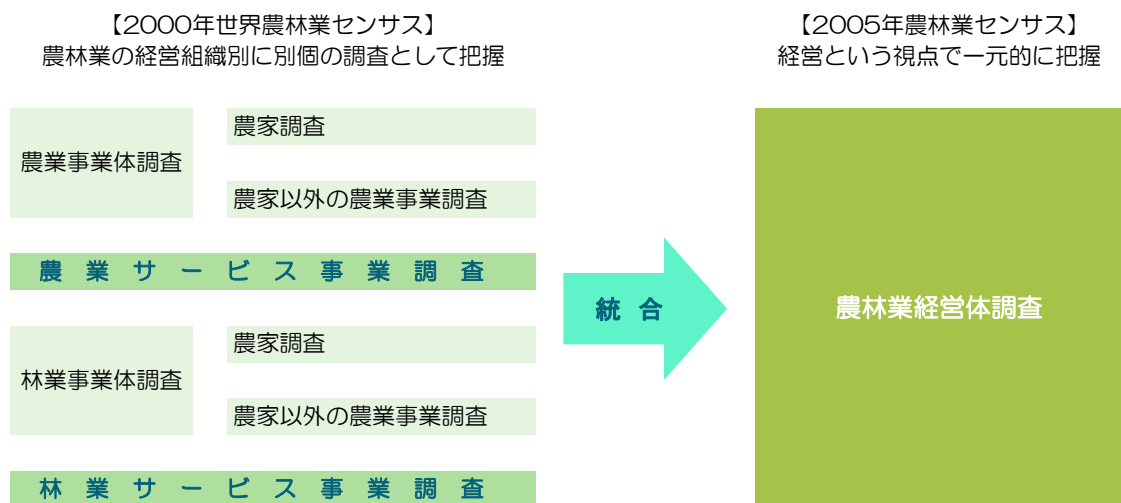 【2000年世界農林業センサス】
農林業の経営組織別に別個の調査として把握
農業事業体調査
農家調査
農家以外の農業事業調査
農業サービス事業調査
林業事業体調査
農家調査
農家以外の農業事業調査
林業サービス事業調査
統合
【2005年農林業センサス】
経営という視点で一元的に把握
農林業経営体調査